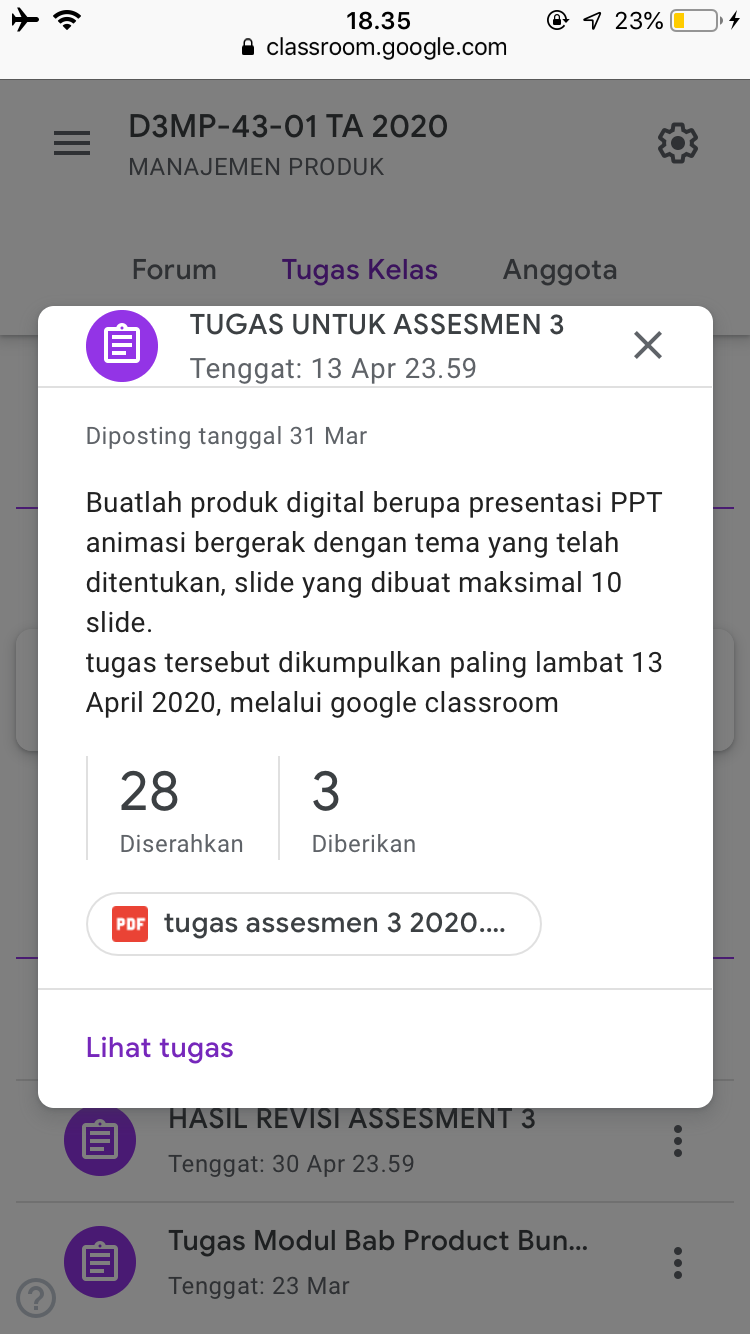 18.35
23%
classroom.google.com
D3MP-43-01 TA 2020
MANAJEMEN PRODUK
Forum
Tugas Kelas
Anggota
TUGAS UNTUK ASSESMEN 3
Tenggat: 13 Apr 23.59
Diposting tanggal 31 Mar
Buatlah produk digital berupa presentasi PPT
animasi bergerak dengan tema yang telah
ditentukan, slide yang dibuat maksimal 10
slide.
tugas tersebut dikumpulkan paling lambat 13
April 2020, melalui google classroom
28
Diserahkan
3
Diberikan
PDF
tugas assesmen 3 2020....
Lihat tugas
HASIL REVISI ASSESMENT 3
Tenggat: 30 Apr 23.59
Tugas Modul Bab Product Bun...
Tenggat: 23 Mar
?